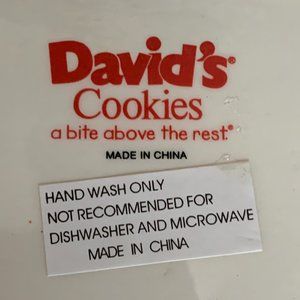 David's®
Cookies
a bite above the rest.®
MADE IN CHINA
HAND WASH ONLY
NOT RECOMMENDED FOR
DISHWASHER AND MICROWAVE
MADE IN CHINA